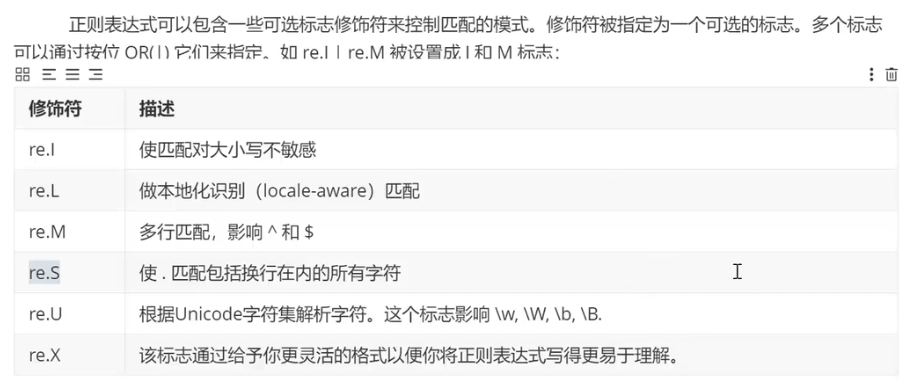 正则表达式可以包含一些可选标志修饰符来控制匹配的模式。修饰符被指定为一个可选的标志。多个标志
可以通过按位 OR(|) 它们来指定。如 re.I | re.M 被设置成 I 和 M 标志：
修饰符 描述
re.I 使匹配对大小写不敏感
re.L 做本地化识别（locale-aware）匹配
re.M 多行匹配，影响 ^ 和 $
re.S 使 . 匹配包括换行在内的所有字符
re.U 根据Unicode字符集解析字符。这个标志影响 \w, \W, \b, \B.
re.X 该标志通过给予你更灵活的格式以便你将正则表达式写得更易于理解。